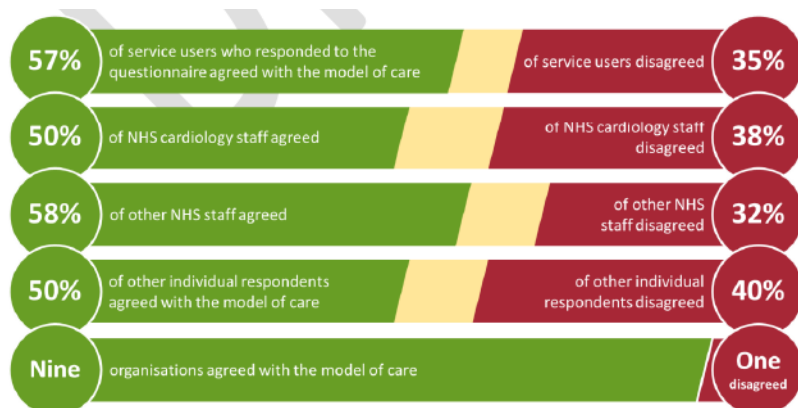 57%
of service users who responded to the
questionnaire agreed with the model of care
of service users disagreed
35%
50%
of NHS cardiology staff agreed
of NHS cardiology staff
disagreed
38%
58%
of other NHS staff agreed
of other NHS
staff disagreed
32%
50%
of other individual respondents
agreed with the model of care
of other individual
respondents disagreed
40%
Nine
organisations agreed with the model of care
One
disagreed